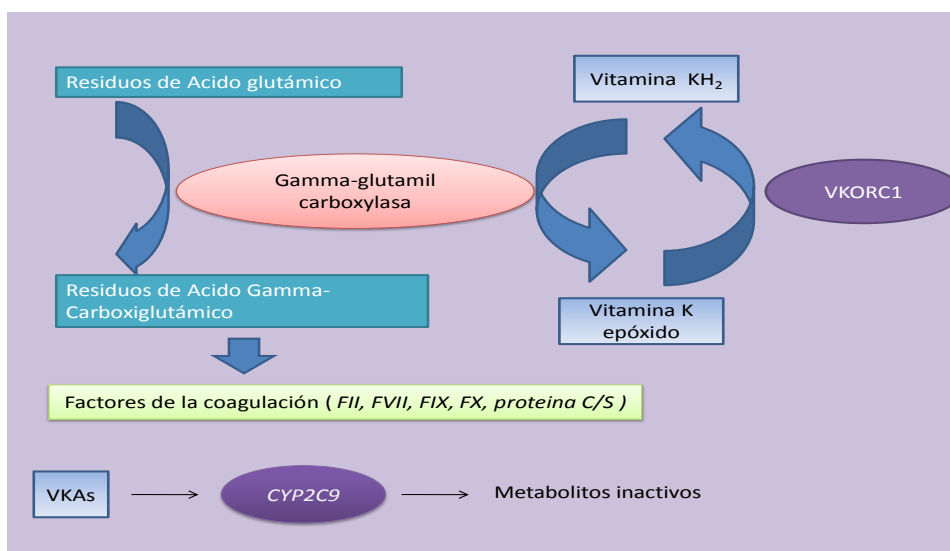 Residuos de Acido glutámico
Vitamina KH₂
Gamma-glutamil
carboxylasa
VKORC1
Residuos de Acido Gamma-
Carboxiglutámico
Vitamina K
epóxido
Factores de la coagulación ( FII, FVII, FIX, FX, proteina C/S )
VKAs
CYP2C9
Metabolitos inactivos